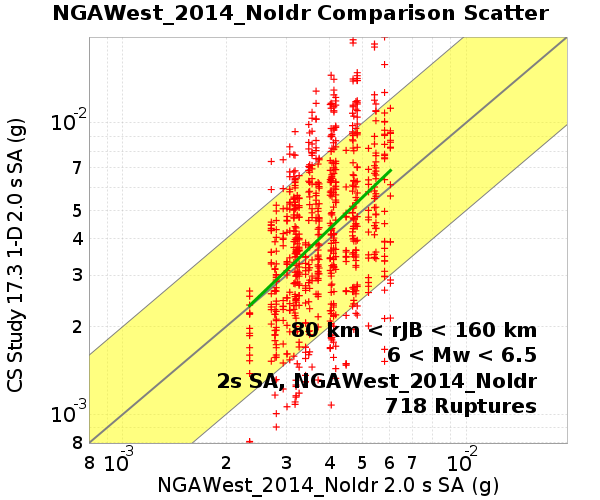 NGAWest_2014_NoIdr Comparison Scatter
CS Study 17.3 1-D 2.0 s SA (g)
10-2
7
5
4
3
2
10-3
8
80 km < rJB < 160 km
6 < Mw < 6.5
2s SA, NGAWest_2014_NoIdr
718 Ruptures
8 10-3 2 3 4 5 6 7 10-2
NGAWest_2014_NoIdr 2.0 s SA (g)